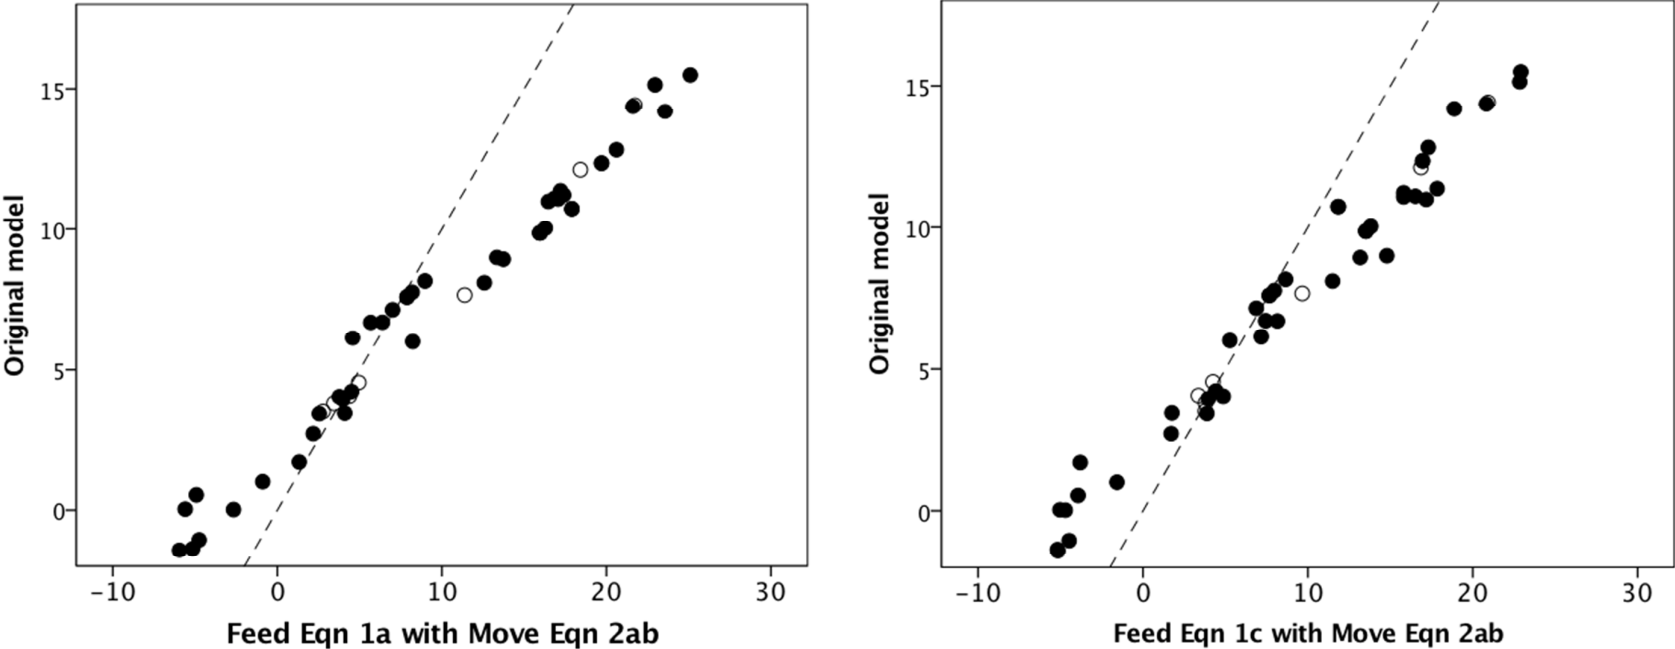 Original model
15
10
5
0
−10 0 10 20 30
Feed Eqn 1a with Move Eqn 2ab
Original model
15
10
5
0
−10 0 10 20 30
Feed Eqn 1c with Move Eqn 2ab